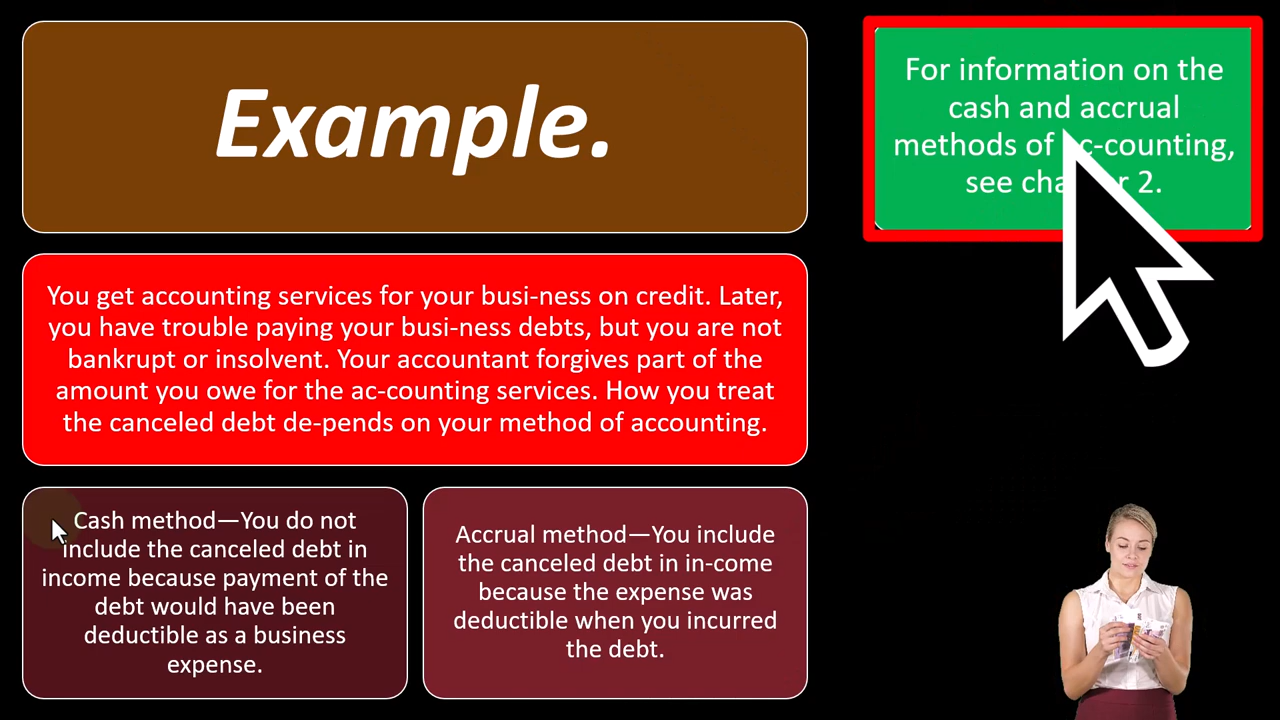 Example.
For information on the
cash and accrual
methods of c-counting,
see 2.
You get accounting services for your busi-ness on credit. Later,
you have trouble paying your busi-ness debts, but you are not
bankrupt or insolvent. Your accountant forgives part of the
amount you owe for the ac-counting services. How you treat
the canceled debt de-pends on your method of accounting.
Cash method—You do not
include the canceled debt in
income because payment of the
debt would have been
deductible as a business
expense.
Accrual method—You include
the canceled debt in in-come
because the expense was
deductible when you incurred
the debt.